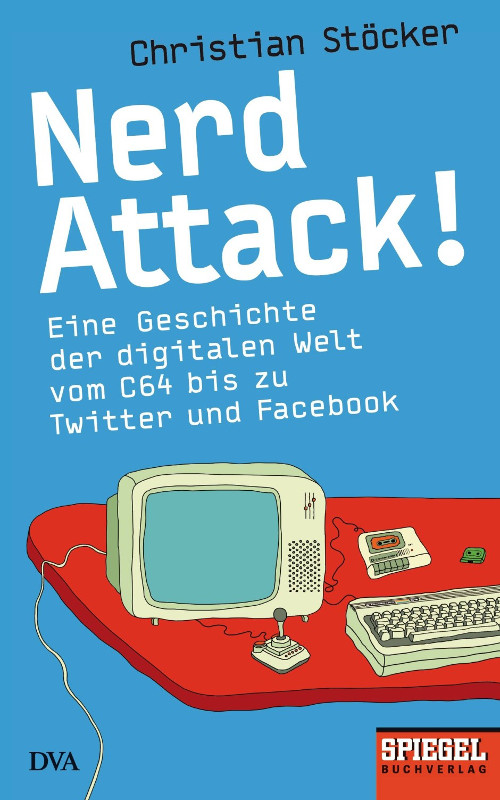 Christian Stöcker
Nerd
Attack!
Eine Geschichte
der digitalen Welt
vom C64 bis zu
Twitter und Facebook
DVA
SPIEGEL
BUCHVERLAG